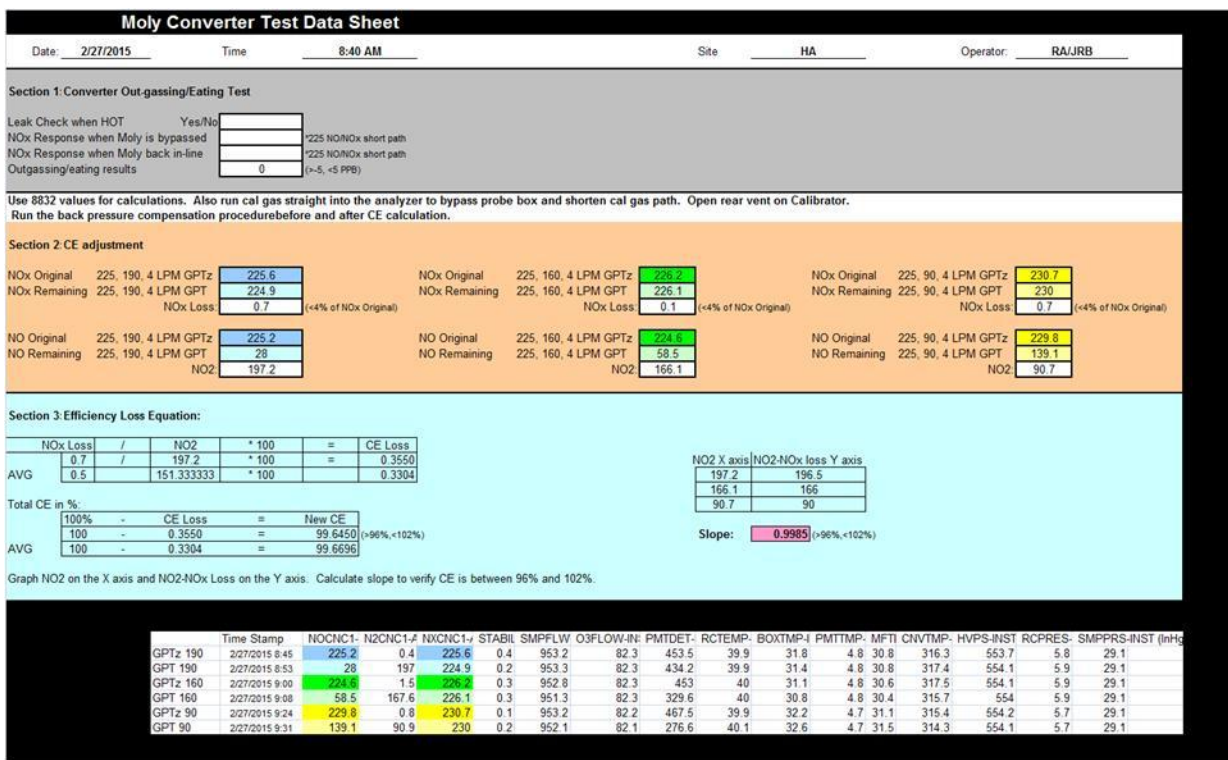 Moly Converter Test Data Sheet
Date: 2/27/2015 Time 8:40 AM Site HA Operator: RA/JRB
Section 1: Converter Out-gassing/Eating Test
Leak Check when HOT Yes/No
NOx Response when Moly is bypassed *225 NO/NOx short path
NOx Response when Moly back in-line *225 NO/NOx short path
Outgassing/eating results 0 (>-5, <5 PPB)
Use 8832 values for calculations. Also run cal gas straight into the analyzer to bypass probe box and shorten cal gas path. Open rear vent on Calibrator.
Run the back pressure compensation procedurebefore and after CE calculation.
Section 2: CE adjustment
NOx Original 225, 190, 4 LPM GPTz 225.6 NOx Original 225, 160, 4 LPM GPTz 226.2 NOx Original 225, 90, 4 LPM GPTz 230.7
NOx Remaining 225, 190, 4 LPM GPT 224.9 NOx Remaining 225, 160, 4 LPM GPT 226.1 NOx Remaining 225, 90, 4 LPM GPT 230
NOx Loss: 0.7 (<4% of NOx Original) NOx Loss: 0.1 (<4% of NOx Original) NOx Loss: 0.7 (<4% of NOx Original)
NO Original 225, 190, 4 LPM GPTz 225.2 NO Original 225, 160, 4 LPM GPTz 224.6 NO Original 225, 90, 4 LPM GPTz 229.8
NO Remaining 225, 190, 4 LPM GPT 28 NO Remaining 225, 160, 4 LPM GPT 58.5 NO Remaining 225, 90, 4 LPM GPT 139.1
NO2: 197.2 NO2: 166.1 NO2: 90.7
Section 3: Efficiency Loss Equation:
NOx Loss / NO2 * 100 = CE Loss
0.7 / 197.2 * 100 = 0.3550
AVG 0.5 151.333333 * 100 0.3304
NO2 X axis NO2-NOx loss Y axis
197.2 196.5
166.1 166
90.7 90
Total CE in %:
100% - CE Loss = New CE
100 - 0.3550 = 99.6450 (>96%,<102%)
AVG 100 - 0.3304 = 99.6696
Slope: 0.9985 (>96%,<102%)
Graph NO2 on the X axis and NO2-NOx Loss on the Y axis. Calculate slope to verify CE is between 96% and 102%.
Time Stamp NOCNC1- N2CNC1-A NXCNC1-A STABIL SMPFLW O3FLOW-IN PMTDET- RCTEMP- BOXTMP-I PMTTMP- MFTI CNVTMP- HVPS-INST RCPRES- SMPPRS-INST (InHg
GPTz 190 2/27/2015 8:45 225.2 0.4 225.6 0.4 953.2 82.3 453.5 39.9 31.8 4.8 30.8 316.3 553.7 5.8 29.1
GPT 190 2/27/2015 8:53 28 197 224.9 0.2 953.3 82.3 434.2 39.9 31.4 4.8 30.8 317.4 554.1 5.9 29.1
GPTz 160 2/27/2015 9:00 224.6 1.5 226.2 0.3 952.8 82.3 453 40 31.1 4.8 30.6 317.5 554.1 5.9 29.1
GPT 160 2/27/2015 9:08 58.5 167.6 226.1 0.3 951.3 82.3 329.6 40 30.8 4.8 30.4 315.7 554 5.9 29.1
GPTz 90 2/27/2015 9:24 229.8 0.8 230.7 0.1 953.2 82.2 467.5 39.9 32.2 4.7 31.1 315.4 554.2 5.7 29.1
GPT 90 2/27/2015 9:31 139.1 90.9 230 0.2 952.1 82.1 276.6 40.1 32.6 4.7 31.5 314.3 554.1 5.7 29.1